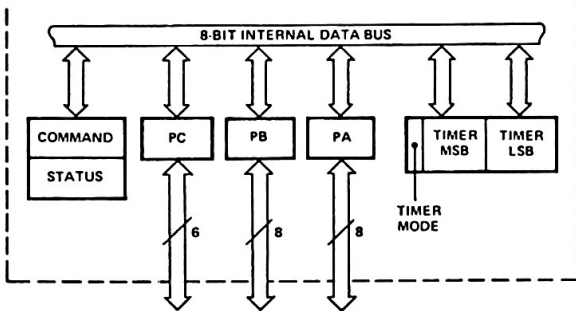 8-BIT INTERNAL DATA BUS
COMMAND
STATUS
PC
PB
PA
TIMER
MSB
TIMER
LSB
TIMER
MODE
6
8
8